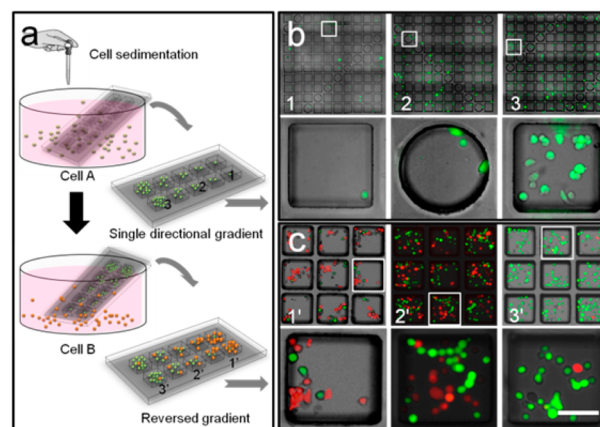 a
Cell sedimentation
Cell A
1
2
3
Single directional gradient
Cell B
1'
2'
3'
Reversed gradient
b
1
2
3
c
1'
2'
3'